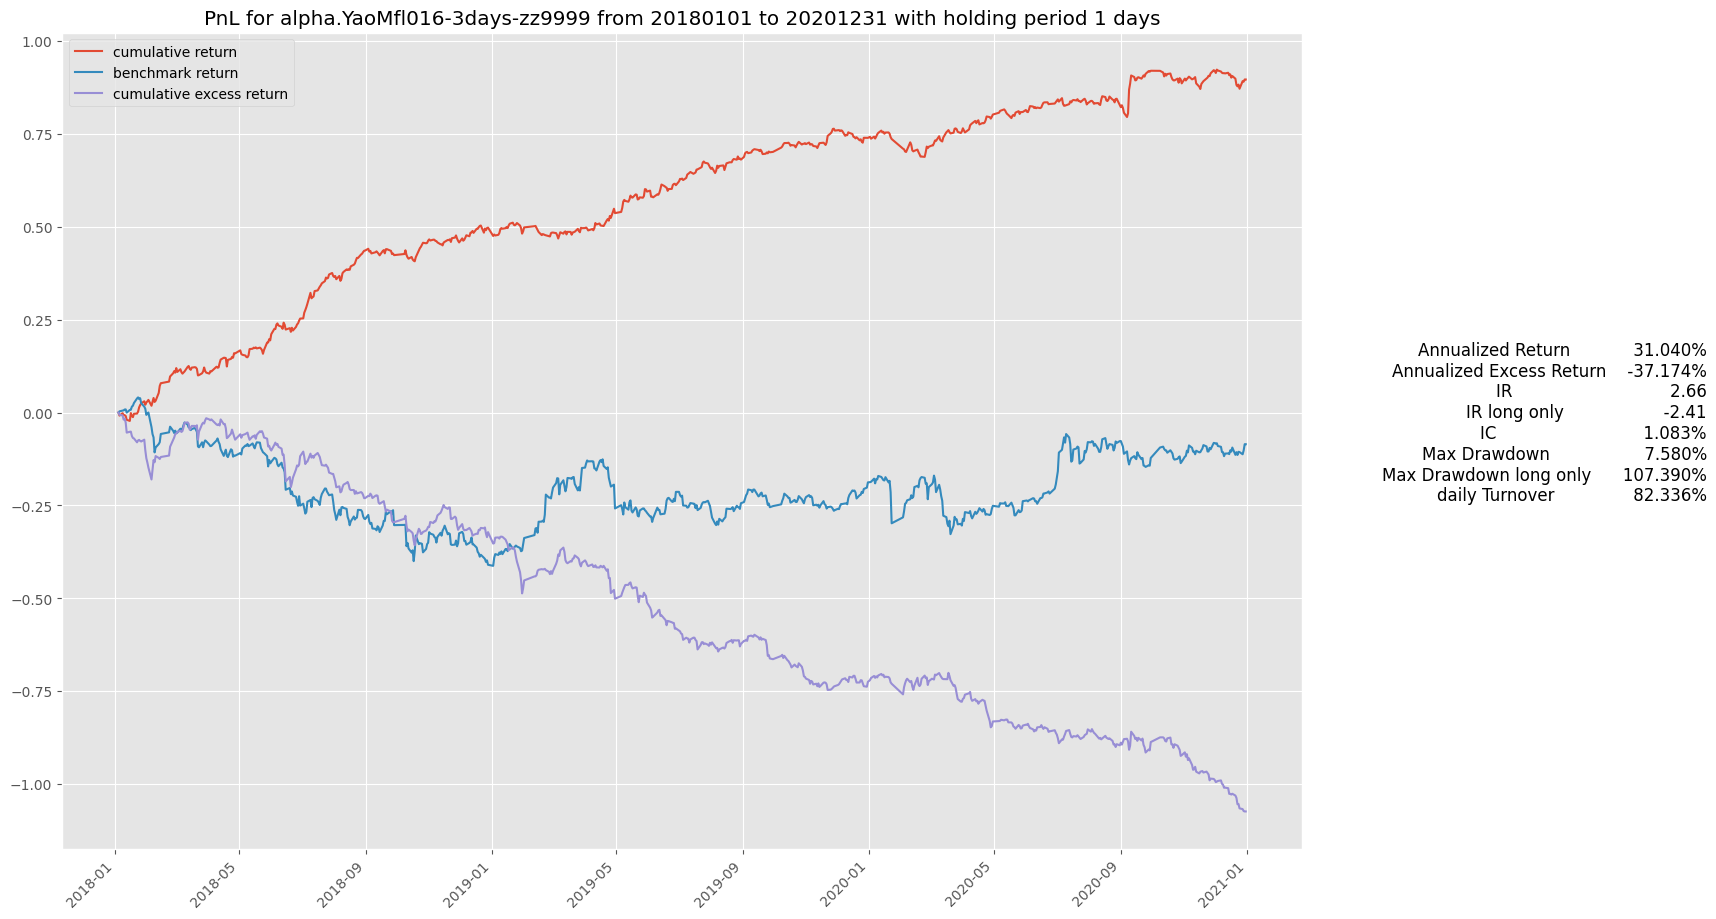 PnL for alpha.YaoMfl016-3days-zz9999 from 20180101 to 20201231 with holding period 1 days
cumulative return
benchmark return
cumulative excess return
1.00
0.75
0.50
0.25
0.00
−0.25
−0.50
−0.75
−1.00
2018-01
2018-05
2018-09
2019-01
2019-05
2019-09
2020-01
2020-05
2020-09
2021-01
Annualized Return 31.040%
Annualized Excess Return -37.174%
IR 2.66
IR long only -2.41
IC 1.083%
Max Drawdown 7.580%
Max Drawdown long only 107.390%
daily Turnover 82.336%